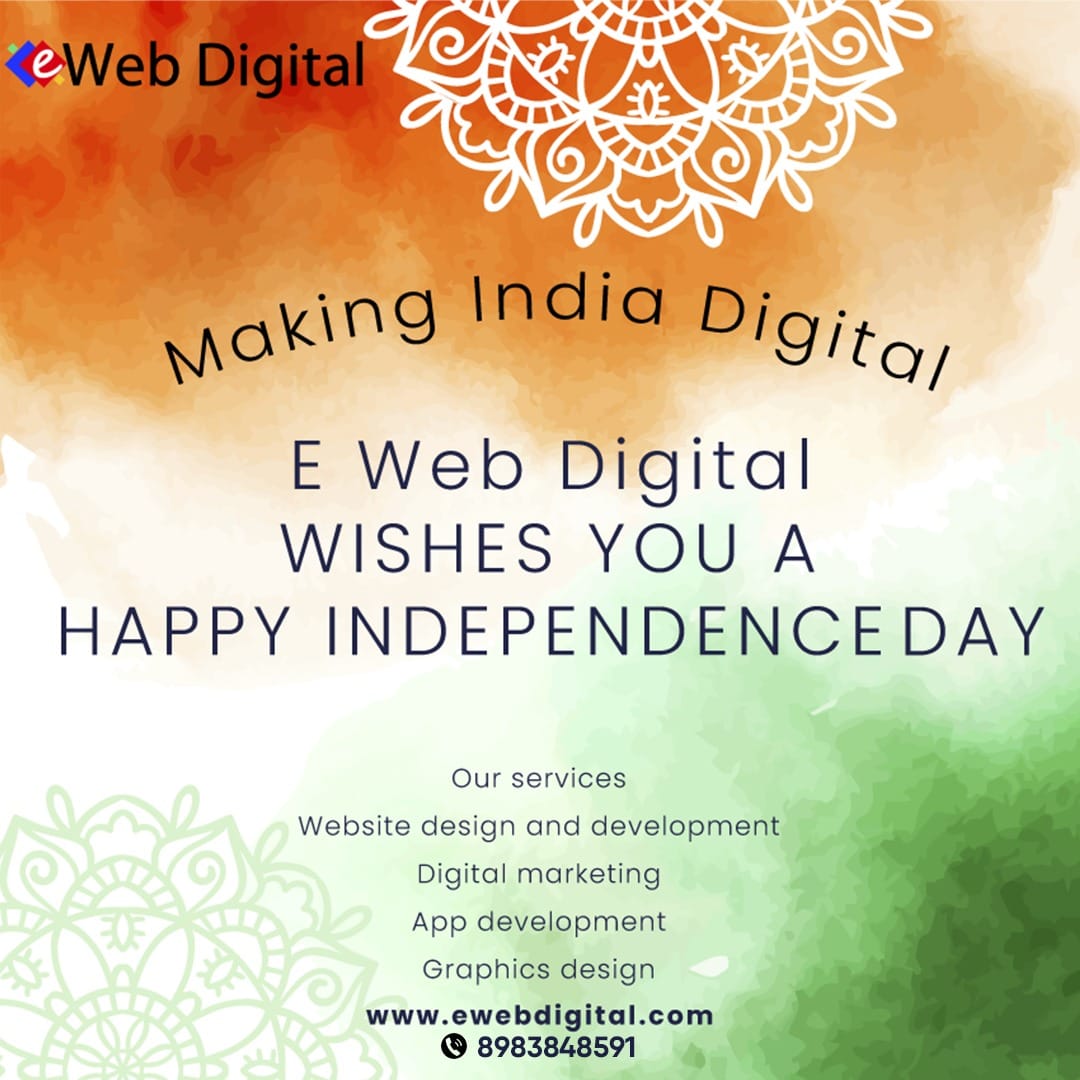 eWeb Digital
Making India Digital
E Web Digital
WISHES YOU A
HAPPY INDEPENDENCE DAY
Our services
Website design and development
Digital marketing
App development
Graphics design
www.ewebdigital.com
8983848591